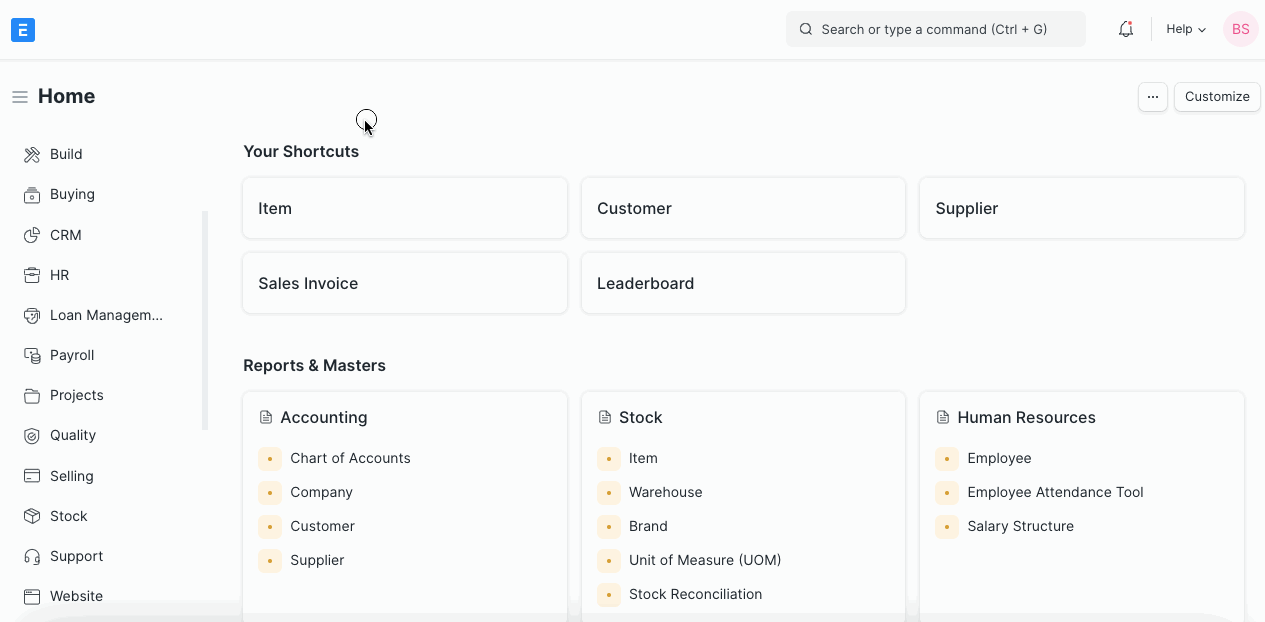 E
Search or type a command (Ctrl + G)
Help
BS
Home
...
Customize
Build
Buying
CRM
HR
Loan Managem...
Payroll
Projects
Quality
Selling
Stock
Support
Website
Your Shortcuts
Item
Customer
Supplier
Sales Invoice
Leaderboard
Reports & Masters
Accounting
Chart of Accounts
Company
Customer
Supplier
Stock
Item
Warehouse
Brand
Unit of Measure (UOM)
Stock Reconciliation
Human Resources
Employee
Employee Attendance Tool
Salary Structure